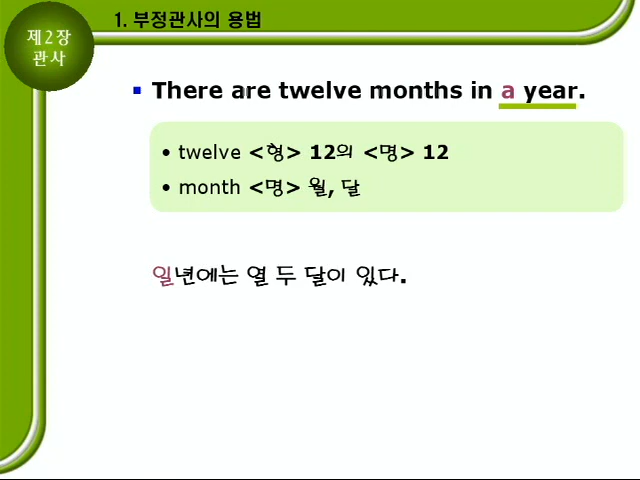 제2장
관사
1. 부정관사의 용법
▪ There are twelve months in a year.
• twelve <형> 12의 <명> 12
• month <명> 월, 달
일년에는 열 두 달이 있다.